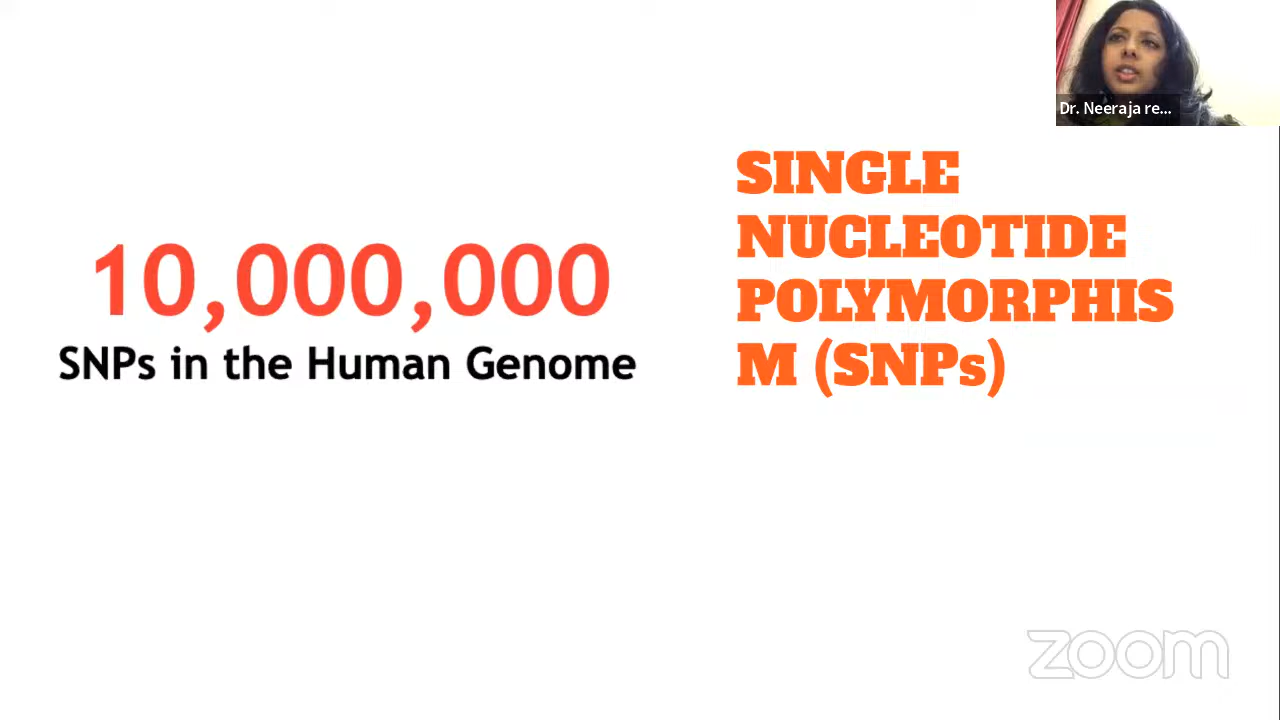 Dr. Neeraja re...
SINGLE
NUCLEOTIDE
POLYMORPHIS
M (SNPs)
10,000,000
SNPs in the Human Genome
zoom